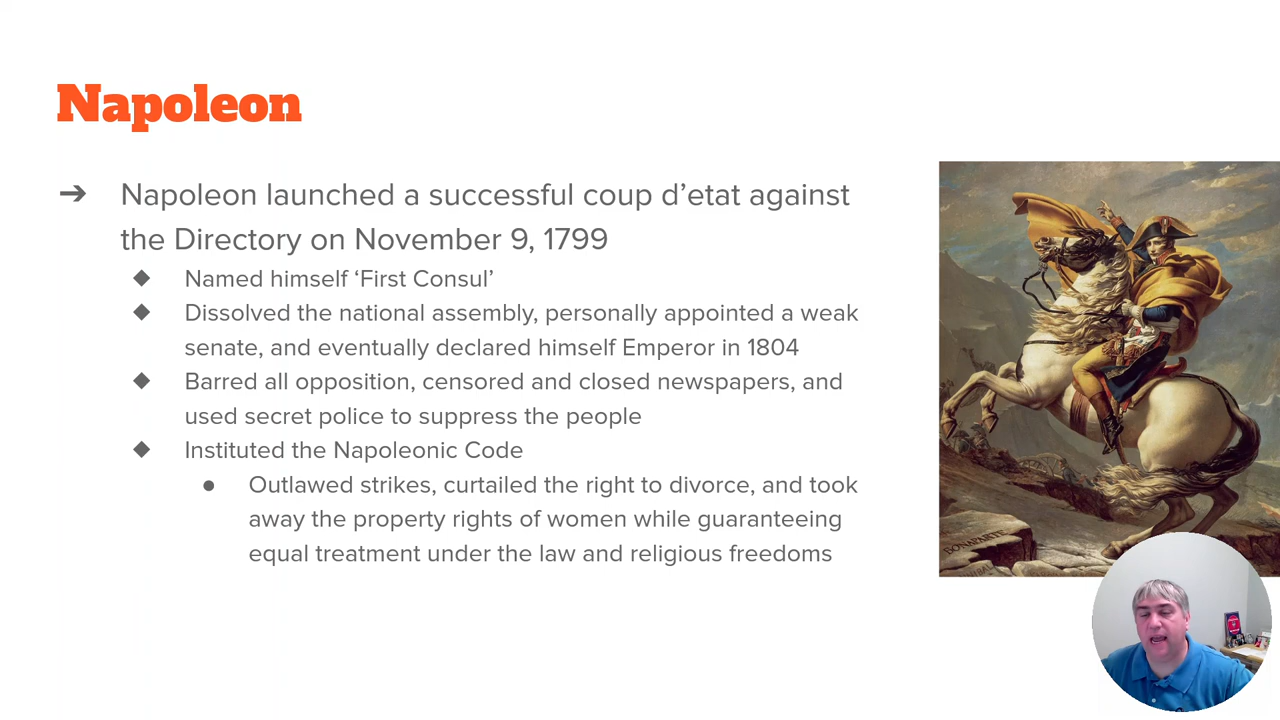 Napoleon
➔ Napoleon launched a successful coup d’etat against
the Directory on November 9, 1799
◆ Named himself ‘First Consul’
◆ Dissolved the national assembly, personally appointed a weak
senate, and eventually declared himself Emperor in 1804
◆ Barred all opposition, censored and closed newspapers, and
used secret police to suppress the people
◆ Instituted the Napoleonic Code
● Outlawed strikes, curtailed the right to divorce, and took
away the property rights of women while guaranteeing
equal treatment under the law and religious freedoms
BONAPARTE